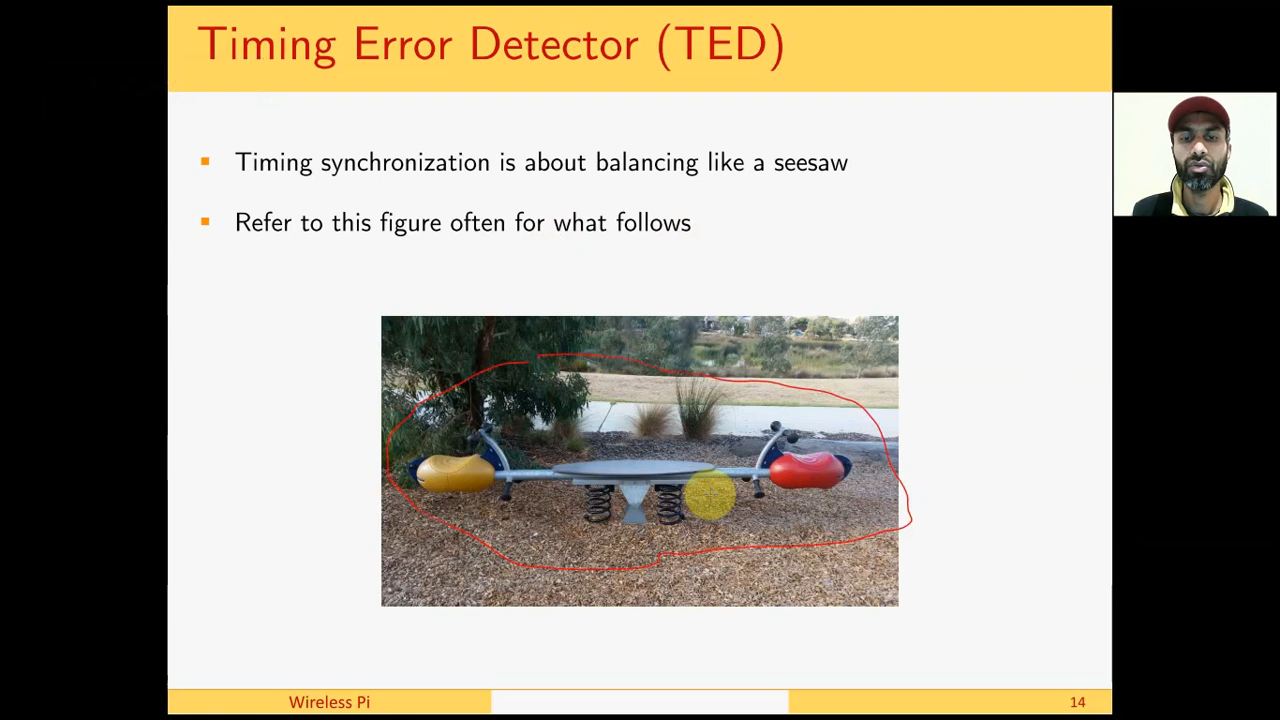 Timing Error Detector (TED)
Timing synchronization is about balancing like a seesaw
Refer to this figure often for what follows
Wireless Pi
14